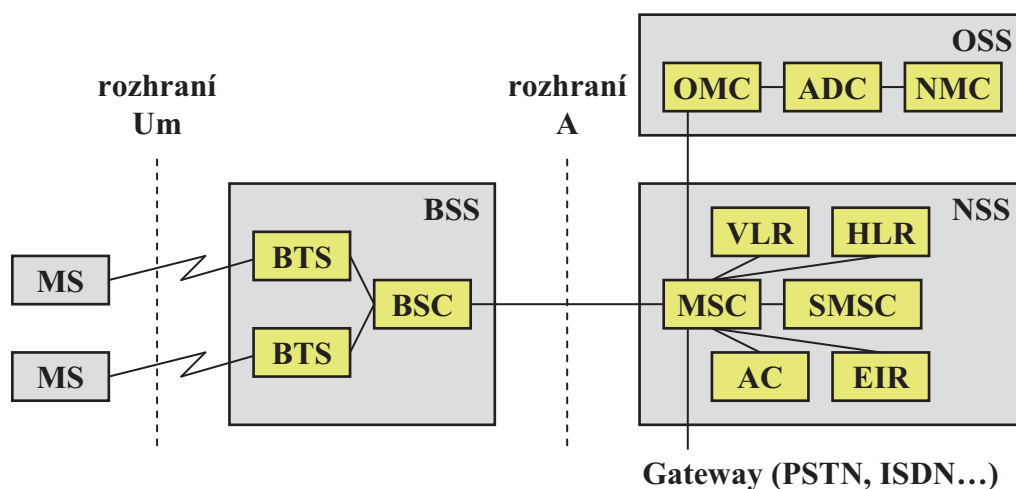 OSS
OMC
ADC
NMC
rozhraní
Um
rozhraní
A
BSS
NSS
MS
MS
BTS
BTS
BSC
VLR
HLR
MSC
SMSC
AC
EIR
Gateway (PSTN, ISDN…)